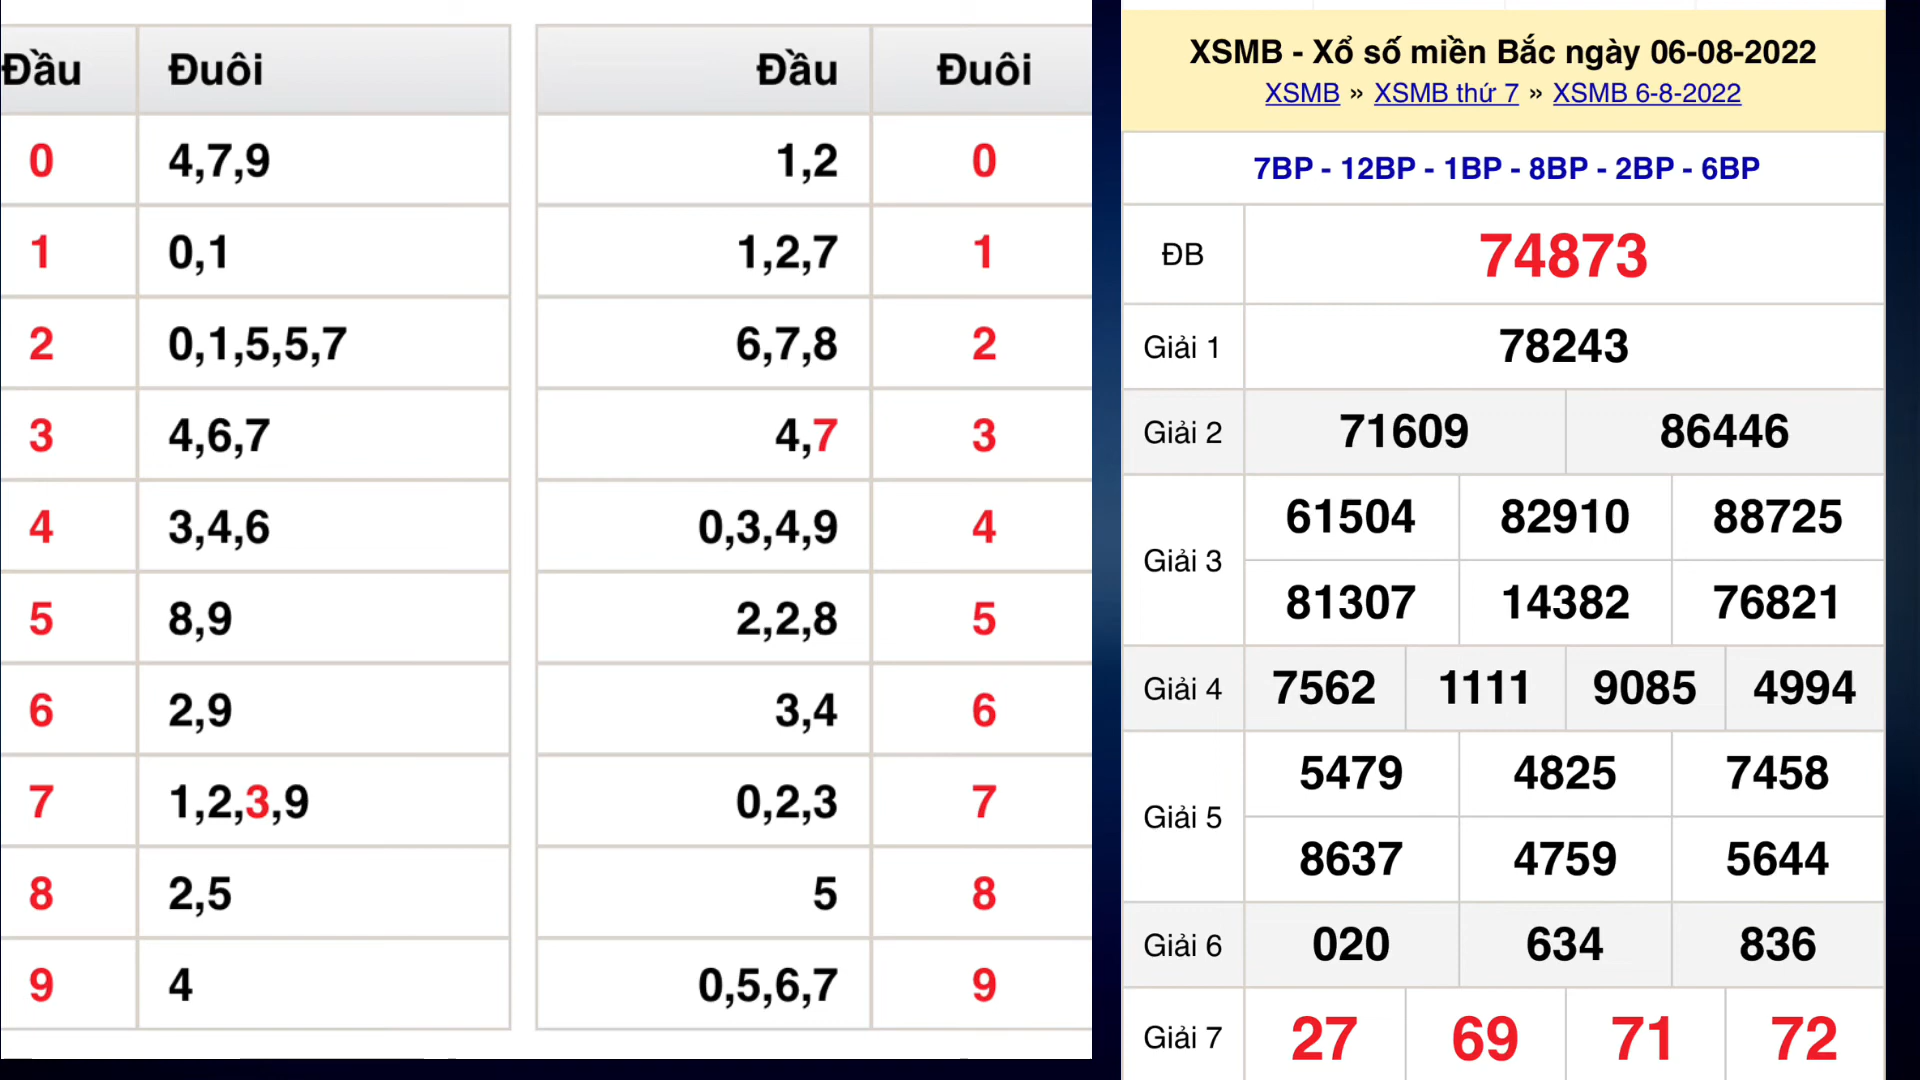 Đầu Đuôi
0 4,7,9
1 0,1
2 0,1,5,5,7
3 4,6,7
4 3,4,6
5 8,9
6 2,9
7 1,2,3,9
8 2,5
9 4
Đầu Đuôi
1,2 0
1,2,7 1
6,7,8 2
4,7 3
0,3,4,9 4
2,2,8 5
3,4 6
0,2,3 7
5 8
0,5,6,7 9
XSMB - Xổ số miền Bắc ngày 06-08-2022
XSMB » XSMB thứ 7 » XSMB 6-8-2022
7BP - 12BP - 1BP - 8BP - 2BP - 6BP
ĐB 74873
Giải 1 78243
Giải 2 71609 86446
Giải 3 61504 82910 88725
81307 14382 76821
Giải 4 7562 1111 9085 4994
Giải 5 5479 4825 7458
8637 4759 5644
Giải 6 020 634 836
Giải 7 27 69 71 72